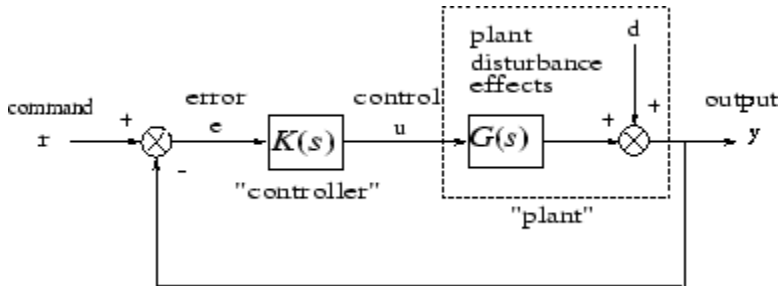 plant
disturbance
effects
d
command
r
+
error
e
-
K(s)
"controller"
control
u
G(s)
+
+
"plant"
output
y